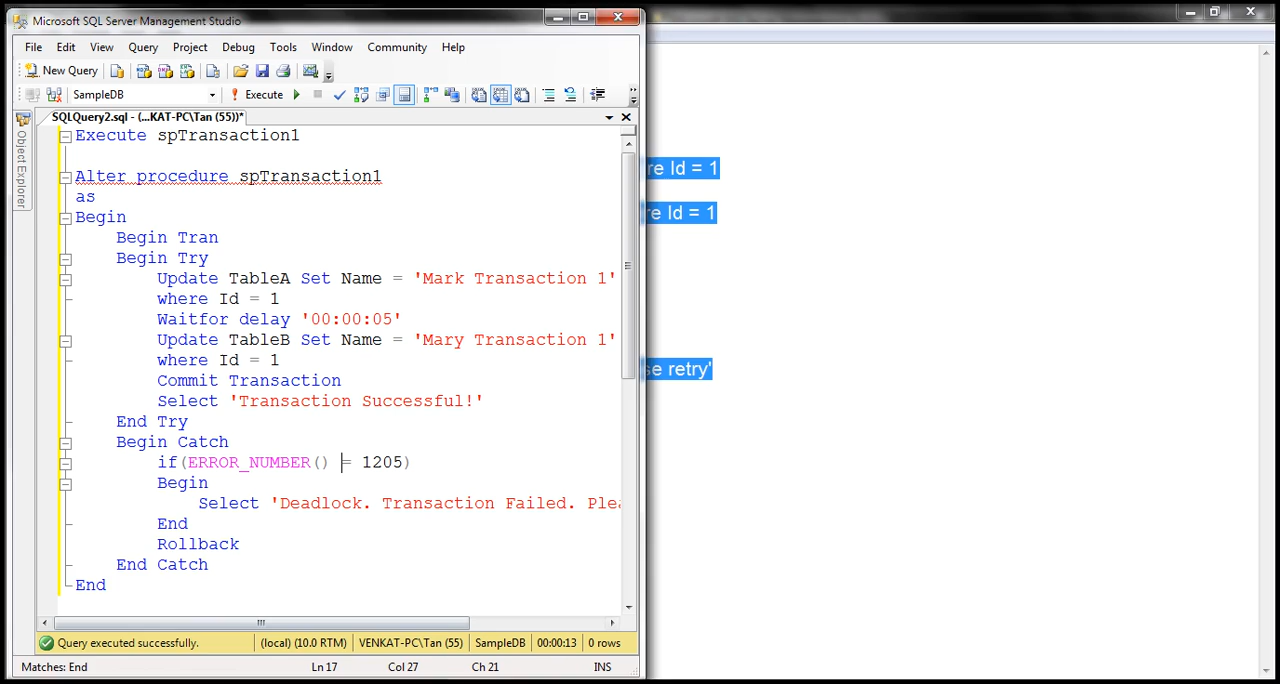 Microsoft SQL Server Management Studio
File Edit View Query Project Debug Tools Window Community Help
New Query
SampleDB Execute
SQLQuery2.sql - (...KAT-PC\Tan (55))*
Object Explorer
Execute spTransaction1
Alter procedure spTransaction1
as
Begin
Begin Tran
Begin Try
Update TableA Set Name = 'Mark Transaction 1'
where Id = 1
Waitfor delay '00:00:05'
Update TableB Set Name = 'Mary Transaction 1'
where Id = 1
Commit Transaction
Select 'Transaction Successful!'
End Try
Begin Catch
if(ERROR_NUMBER() = 1205)
Begin
Select 'Deadlock. Transaction Failed. Plea
End
Rollback
End Catch
End
re Id = 1
re Id = 1
se retry'
Query executed successfully. (local) (10.0 RTM) VENKAT-PC\Tan (55) SampleDB 00:00:13 0 rows
Matches: End Ln 17 Col 27 Ch 21 INS